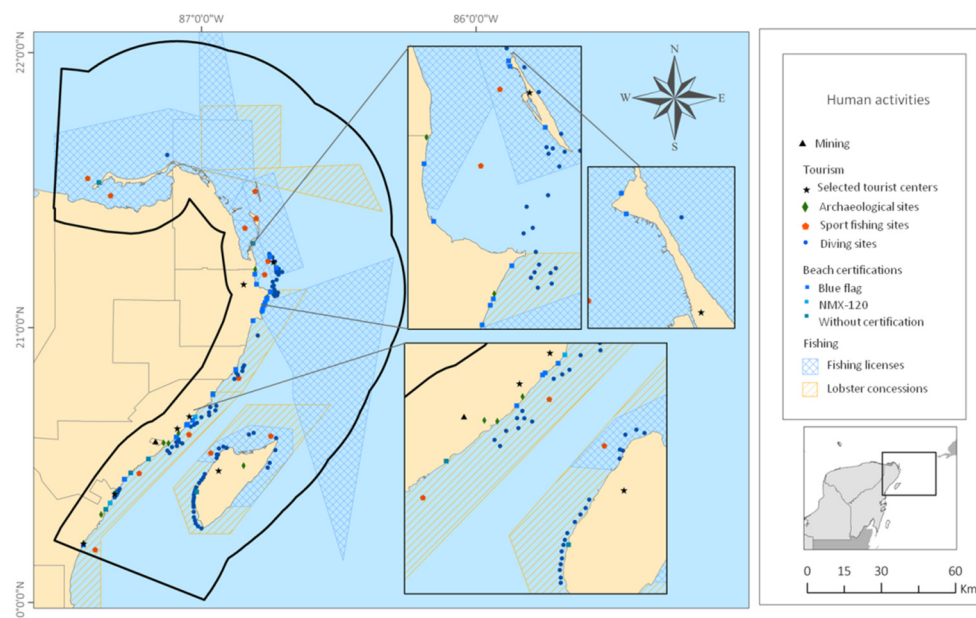 87°0'0"W
86°0'0"W
22°0'0"N
21°0'0"N
0°0'0"N
N
W
E
S
Human activities
Mining
Tourism
Selected tourist centers
Archaeological sites
Sport fishing sites
Diving sites
Beach certifications
Blue flag
NMX-120
Without certification
Fishing
Fishing licenses
Lobster concessions
0 15 30 60
Km